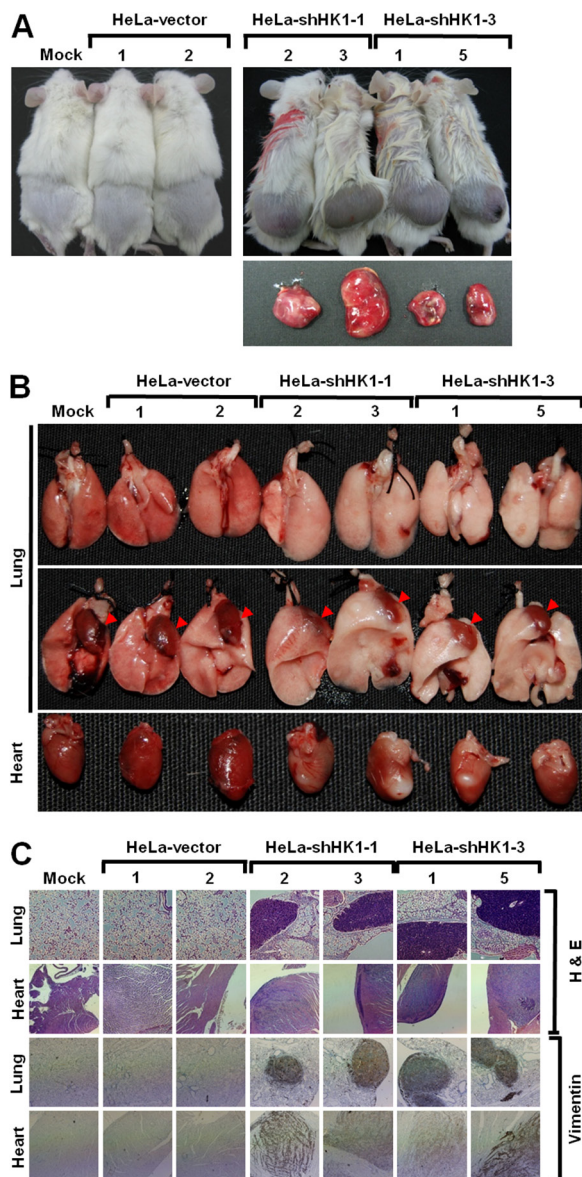 A
HeLa-vector HeLa-shHK1-1 HeLa-shHK1-3
Mock 1 2 2 3 1 5
B
HeLa-vector HeLa-shHK1-1 HeLa-shHK1-3
Mock 1 2 2 3 1 5
Lung
Heart
C
HeLa-vector HeLa-shHK1-1 HeLa-shHK1-3
Mock 1 2 2 3 1 5
Lung
Heart
H & E
Lung
Heart
Vimentin